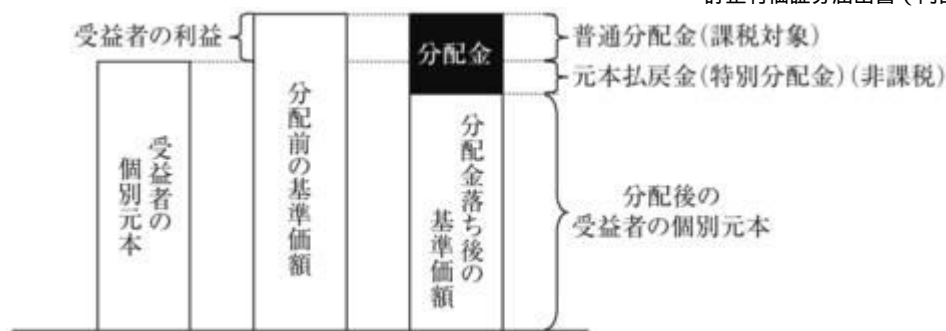 受益者の利益
分配金
普通分配金(課税対象)
元本払戻金(特別分配金)(非課税)
受益者の
個別元本
分配前の基準価額
分配金落ち後の
基準価額
分配後の
受益者の個別元本